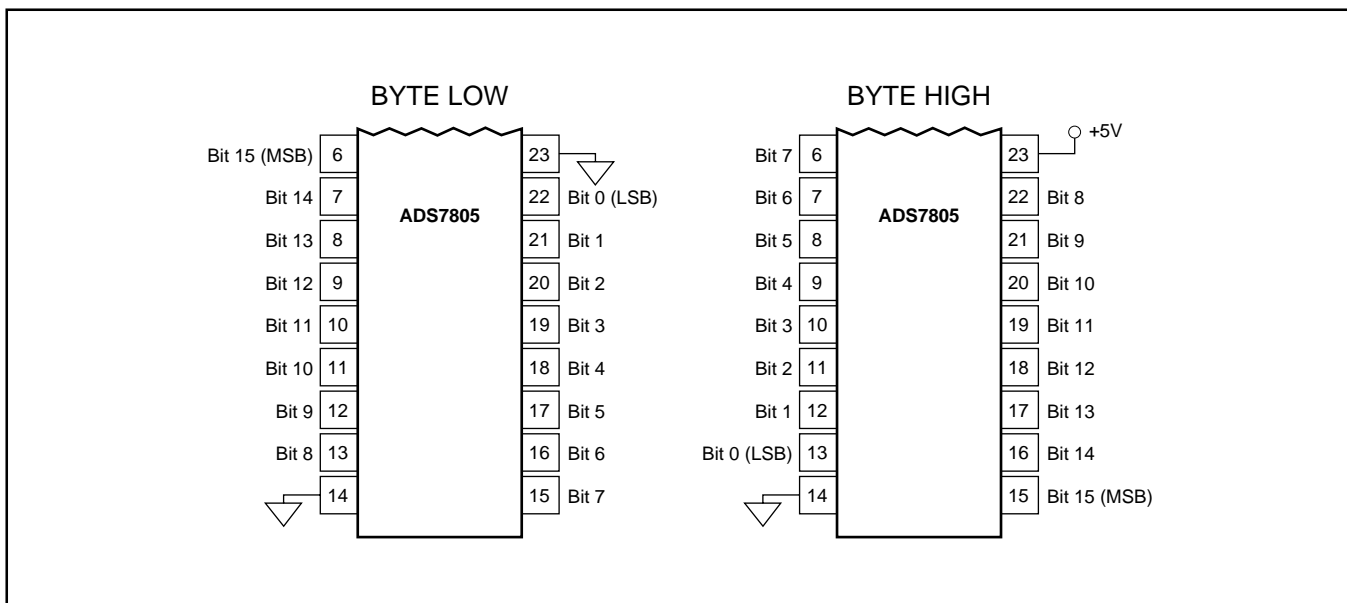 BYTE LOW
Bit 15 (MSB) 6 23
Bit 14 7 22 Bit 0 (LSB)
ADS7805
Bit 13 8 21 Bit 1
Bit 12 9 20 Bit 2
Bit 11 10 19 Bit 3
Bit 10 11 18 Bit 4
Bit 9 12 17 Bit 5
Bit 8 13 16 Bit 6
14 15 Bit 7
BYTE HIGH
Bit 7 6 23 +5V
Bit 6 7 22 Bit 8
ADS7805
Bit 5 8 21 Bit 9
Bit 4 9 20 Bit 10
Bit 3 10 19 Bit 11
Bit 2 11 18 Bit 12
Bit 1 12 17 Bit 13
Bit 0 (LSB) 13 16 Bit 14
14 15 Bit 15 (MSB)